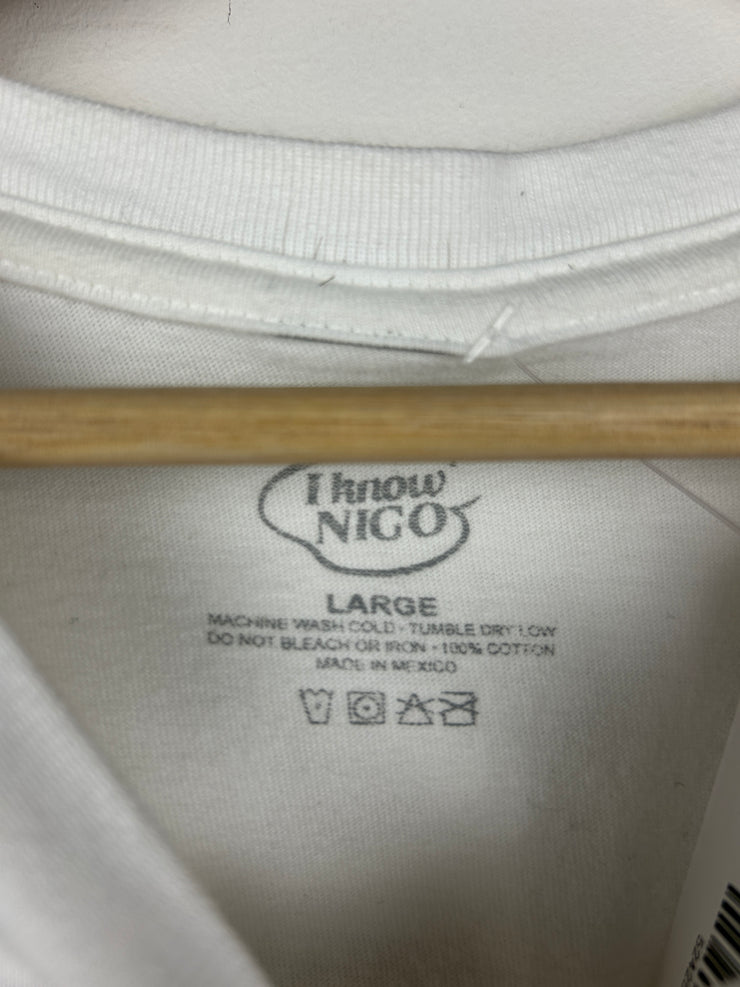 I know
NIGO
LARGE
MACHINE WASH COLD - TUMBLE DRY LOW
DO NOT BLEACH OR IRON - 100% COTTON
MADE IN MEXICO